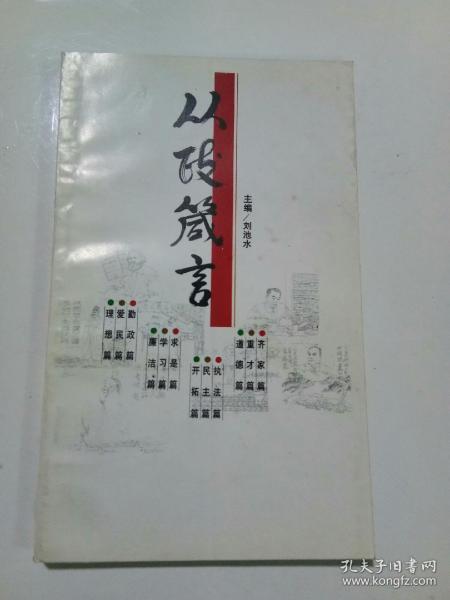 从政箴言
主编／刘池水
齐家篇
重才篇
道德篇
执法篇
民主篇
开拓篇
求是篇
学习篇
廉洁篇
勤政篇
爱民篇
理想篇
孔夫子旧书网
www.kongfz.com